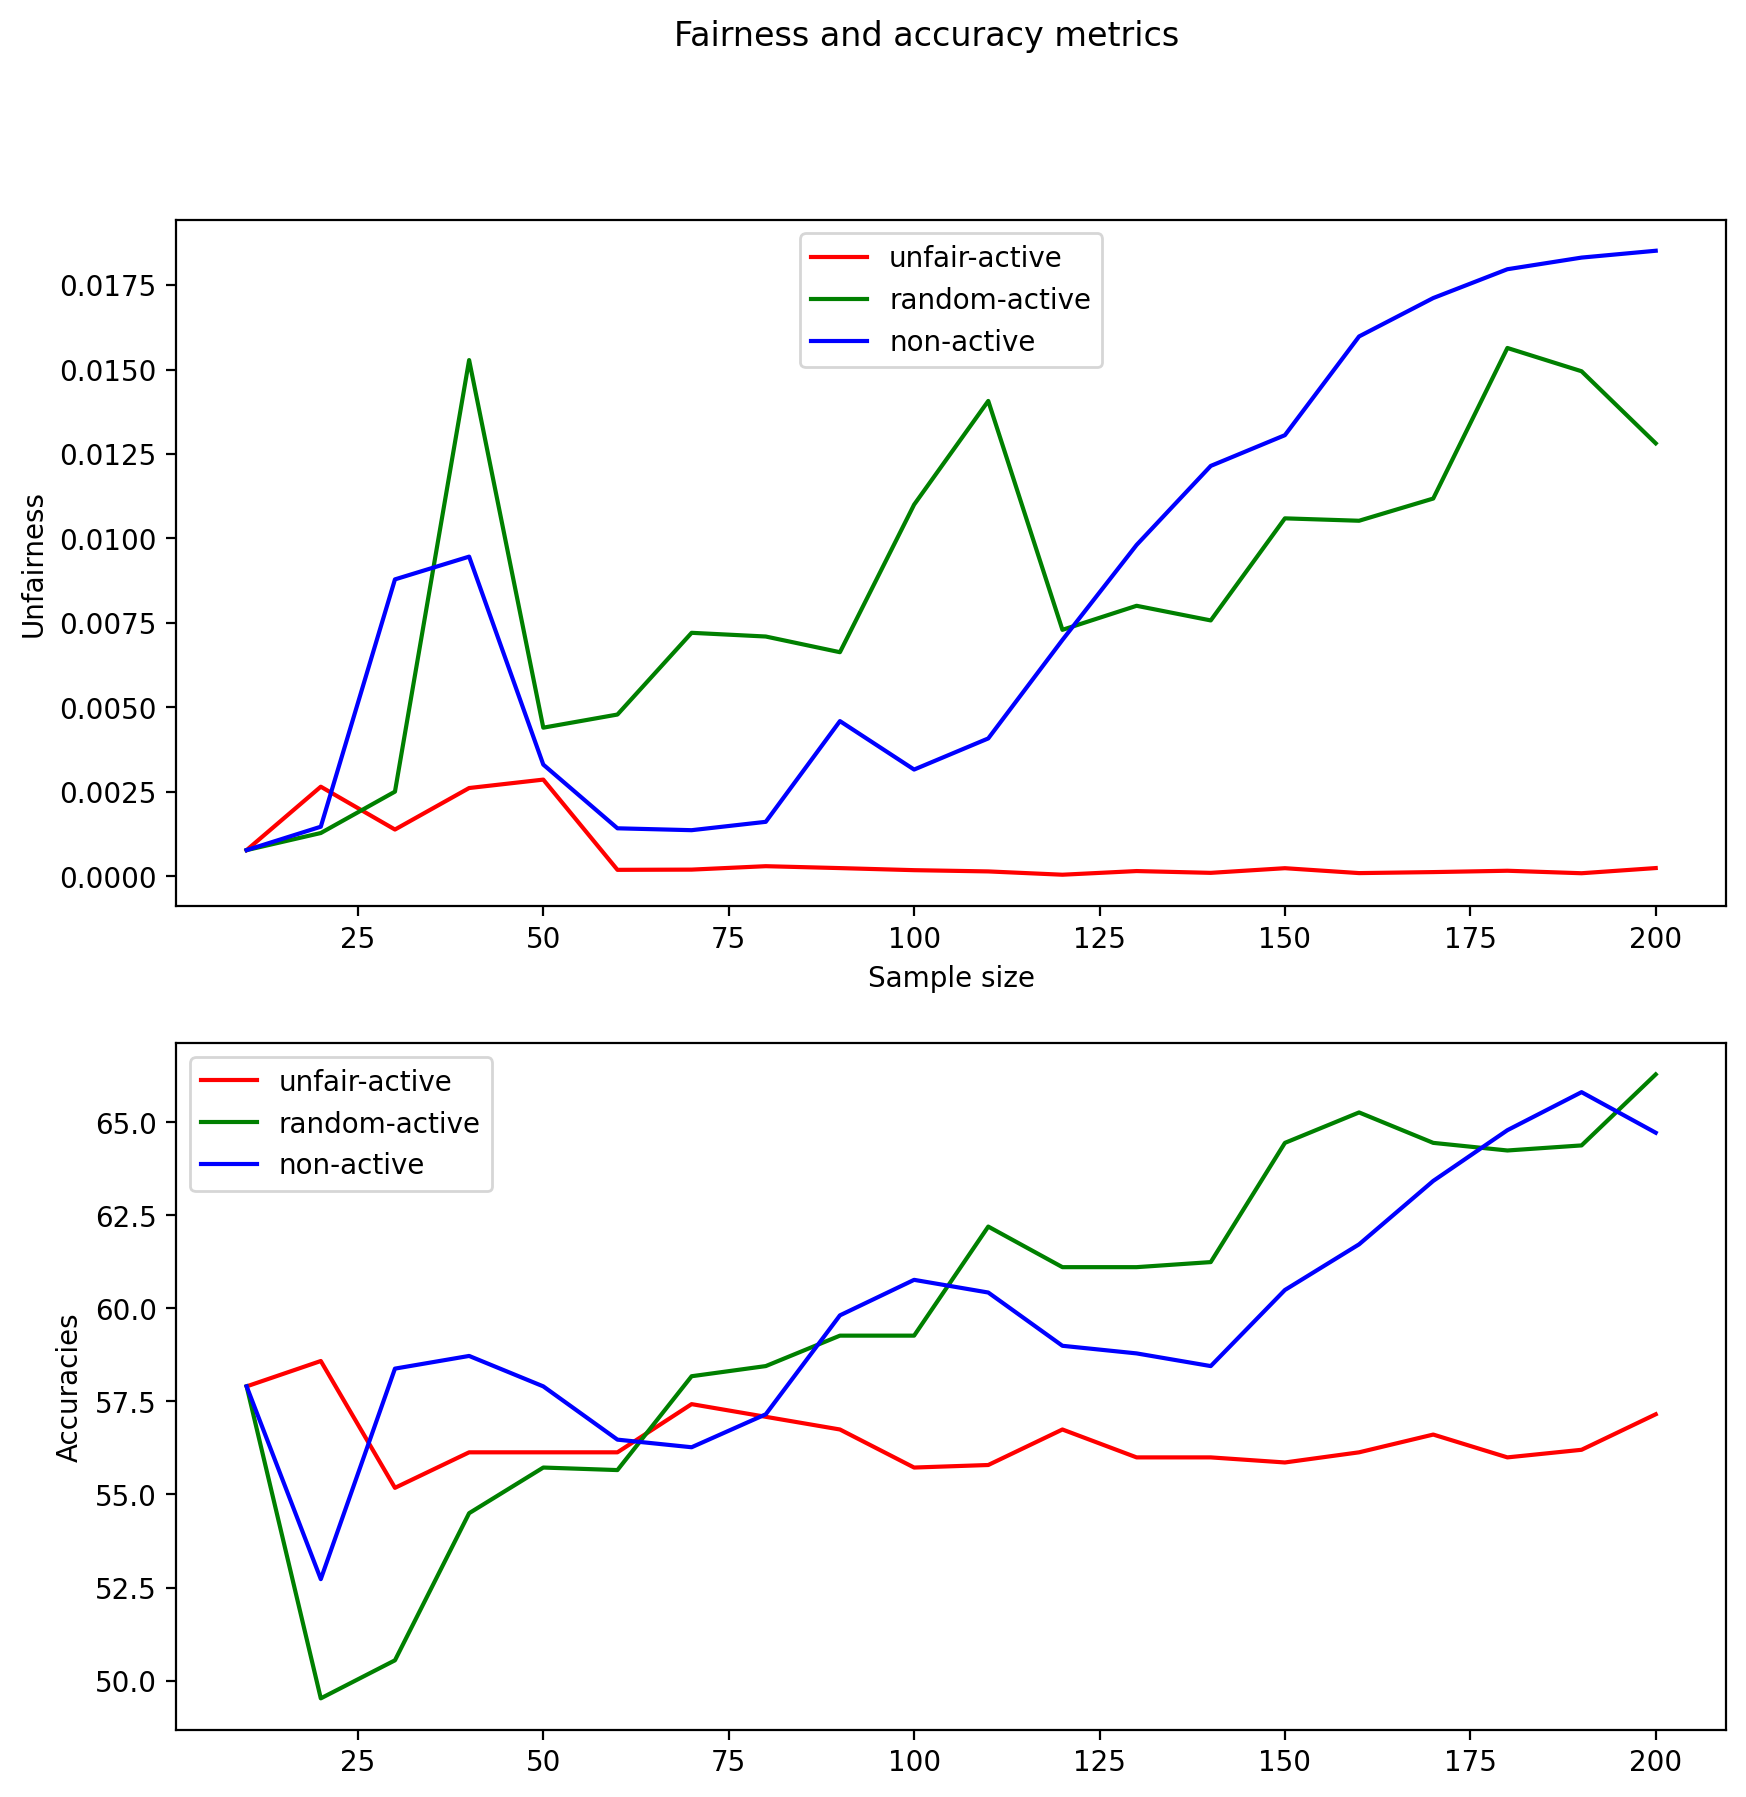 Fairness and accuracy metrics
unfair-active
random-active
non-active
0.0175
0.0150
0.0125
0.0100
0.0075
0.0050
0.0025
0.0000
Unfairness
25 50 75 100 125 150 175 200
Sample size
unfair-active
random-active
non-active
65.0
62.5
60.0
57.5
55.0
52.5
50.0
Accuracies
25 50 75 100 125 150 175 200